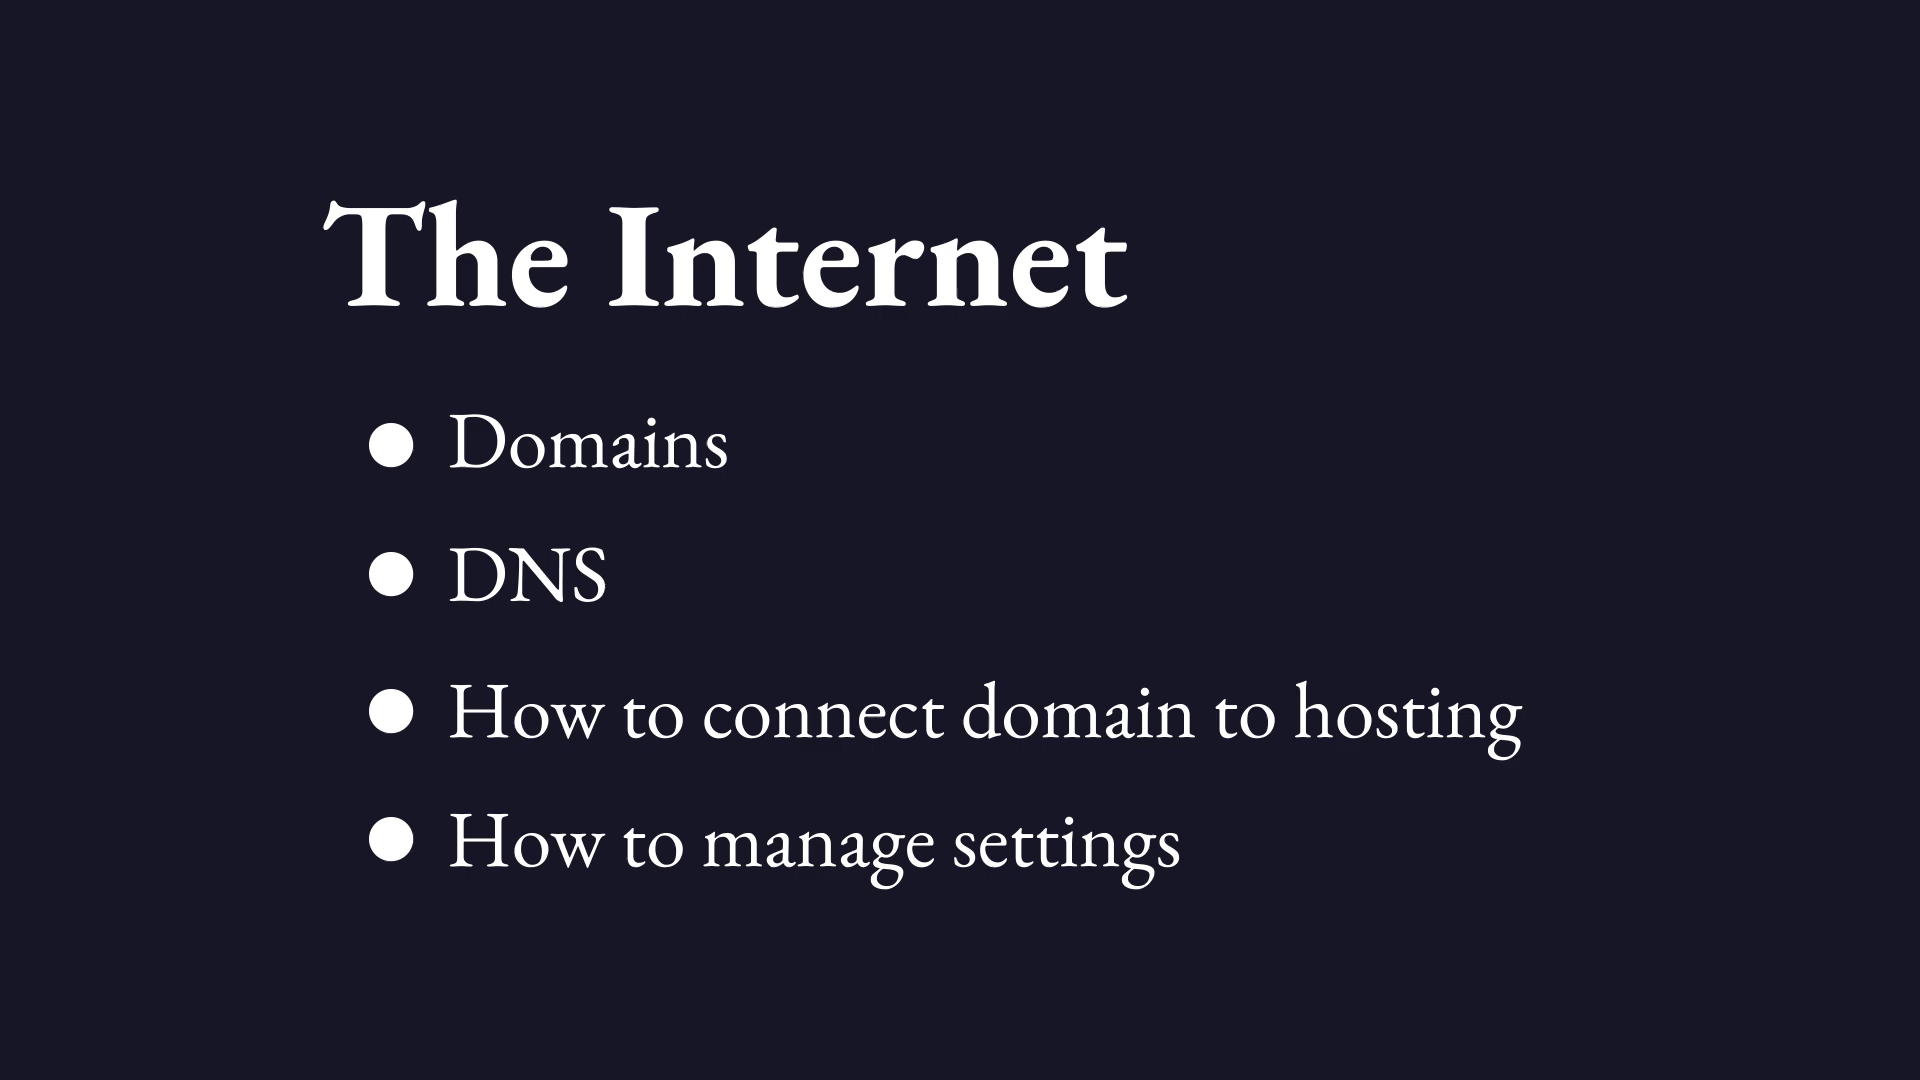 The Internet
Domains
DNS
How to connect domain to hosting
How to manage settings